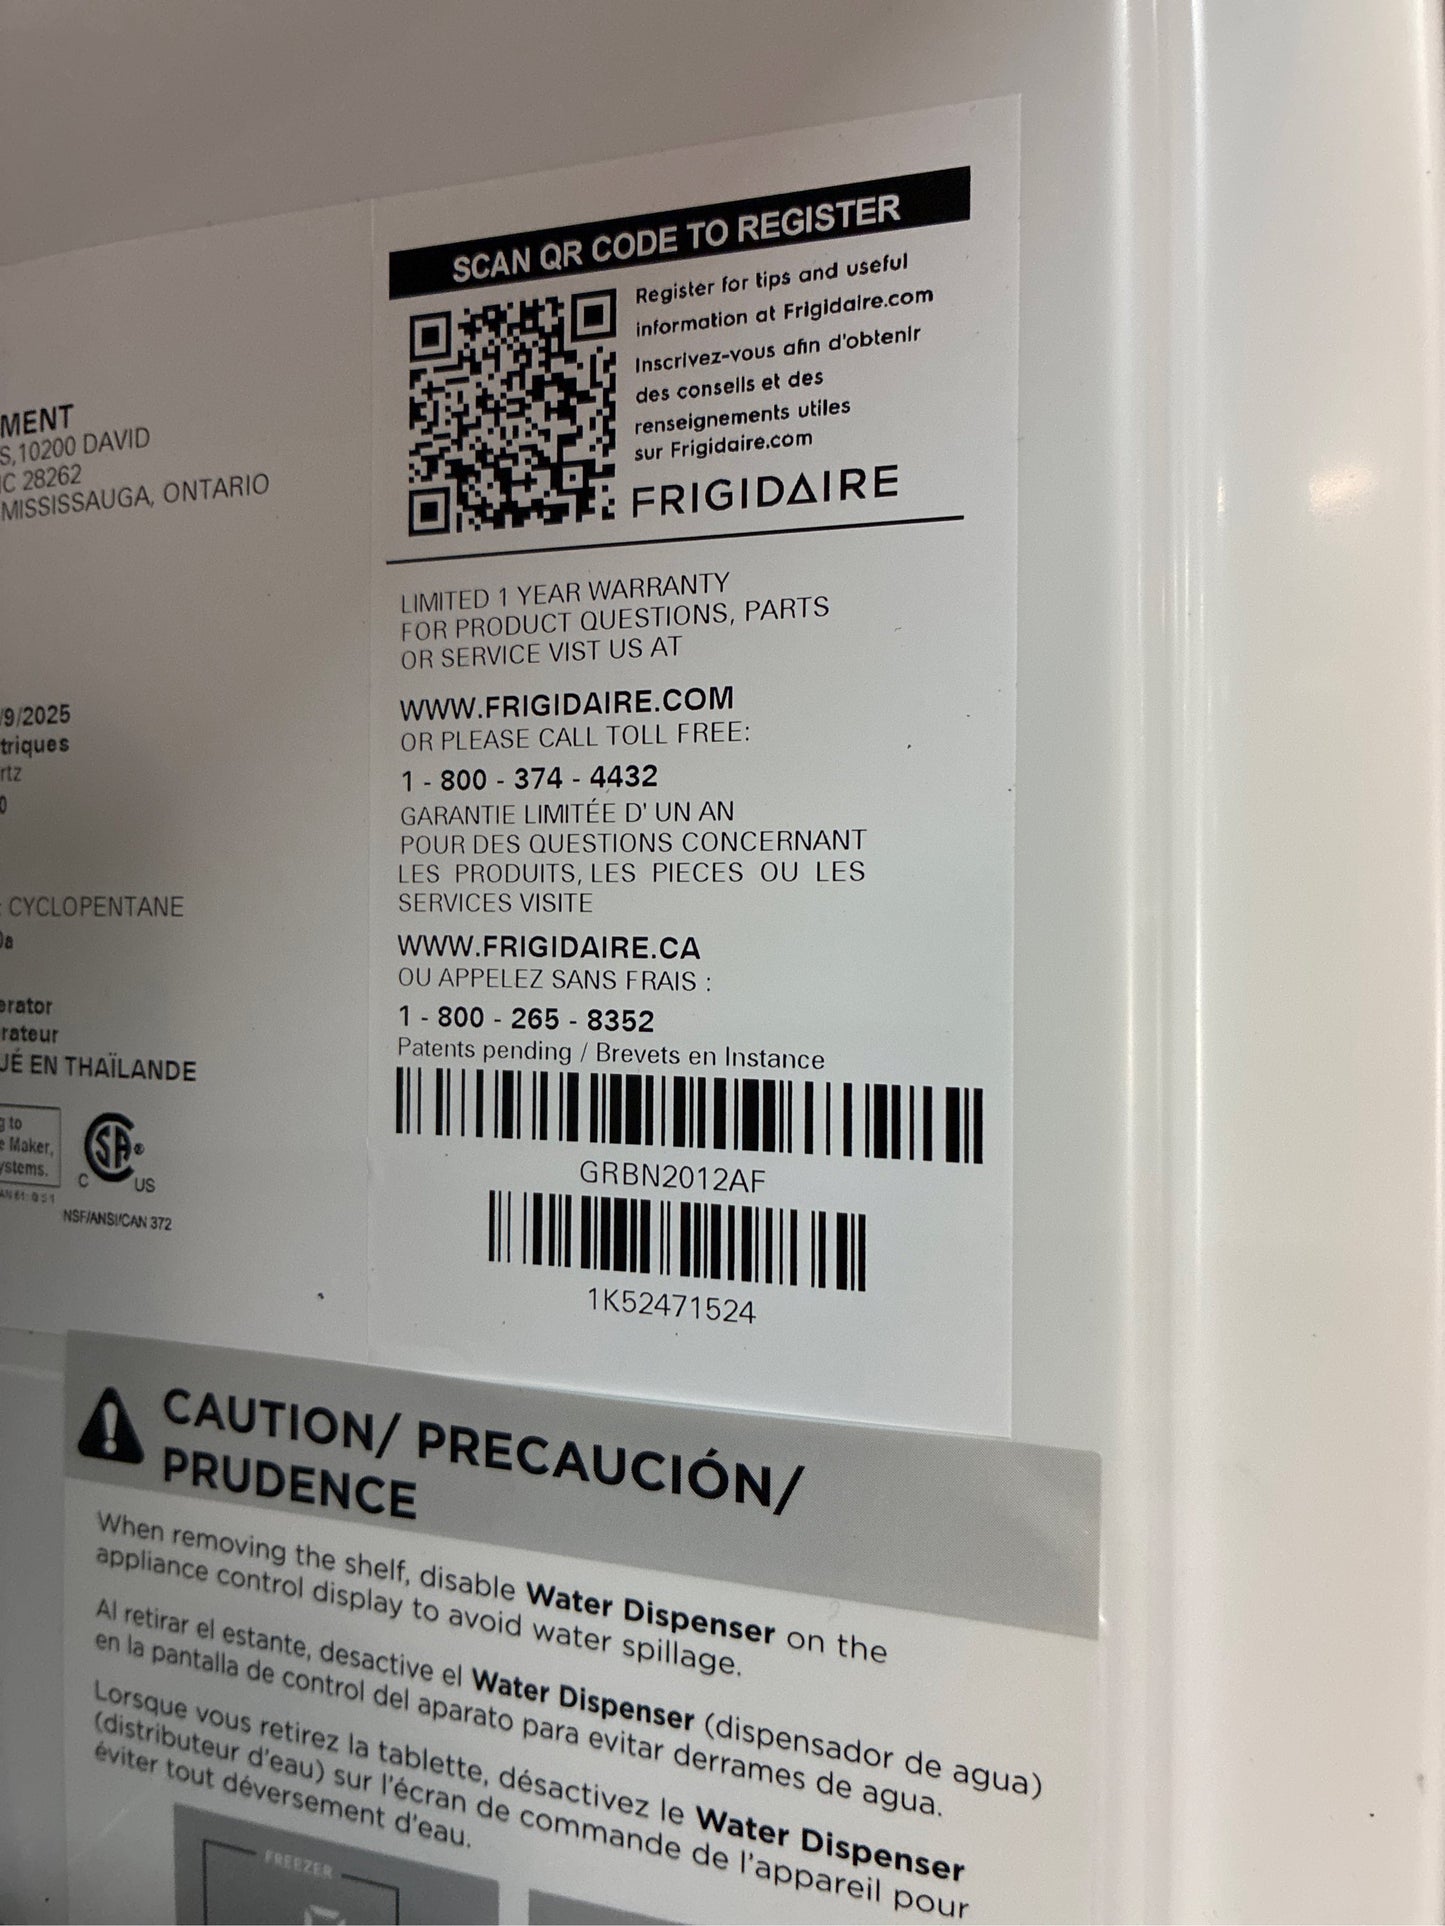 MENT
S,10200 DAVID
C 28262
MISSISSAUGA, ONTARIO
/9/2025
triques
rtz
0
: CYCLOPENTANE
0a
erator
rateur
UÉ EN THAÏLANDE
g to
e Maker,
ystems.
SA®
C US
NSF/ANSI/CAN 372
SCAN QR CODE TO REGISTER
Register for tips and useful
information at Frigidaire.com
Inscrivez-vous afin d'obtenir
des conseils et des
renseignements utiles
sur Frigidaire.com
FRIGIDAIRE
LIMITED 1 YEAR WARRANTY
FOR PRODUCT QUESTIONS, PARTS
OR SERVICE VIST US AT
WWW.FRIGIDAIRE.COM
OR PLEASE CALL TOLL FREE:
1 - 800 - 374 - 4432
GARANTIE LIMITÉE D' UN AN
POUR DES QUESTIONS CONCERNANT
LES PRODUITS, LES PIECES OU LES
SERVICES VISITE
WWW.FRIGIDAIRE.CA
OU APPELEZ SANS FRAIS :
1 - 800 - 265 - 8352
Patents pending / Brevets en Instance
GRBN2012AF
1K52471524
CAUTION/ PRECAUCIÓN/
PRUDENCE
When removing the shelf, disable Water Dispenser on the
appliance control display to avoid water spillage.
Al retirar el estante, desactive el Water Dispenser (dispensador de agua)
en la pantalla de control del aparato para evitar derrames de agua.
Lorsque vous retirez la tablette, désactivez le Water Dispenser
(distributeur d'eau) sur l'écran de commande de l'appareil pour
éviter tout déversement d'eau.
FREEZER